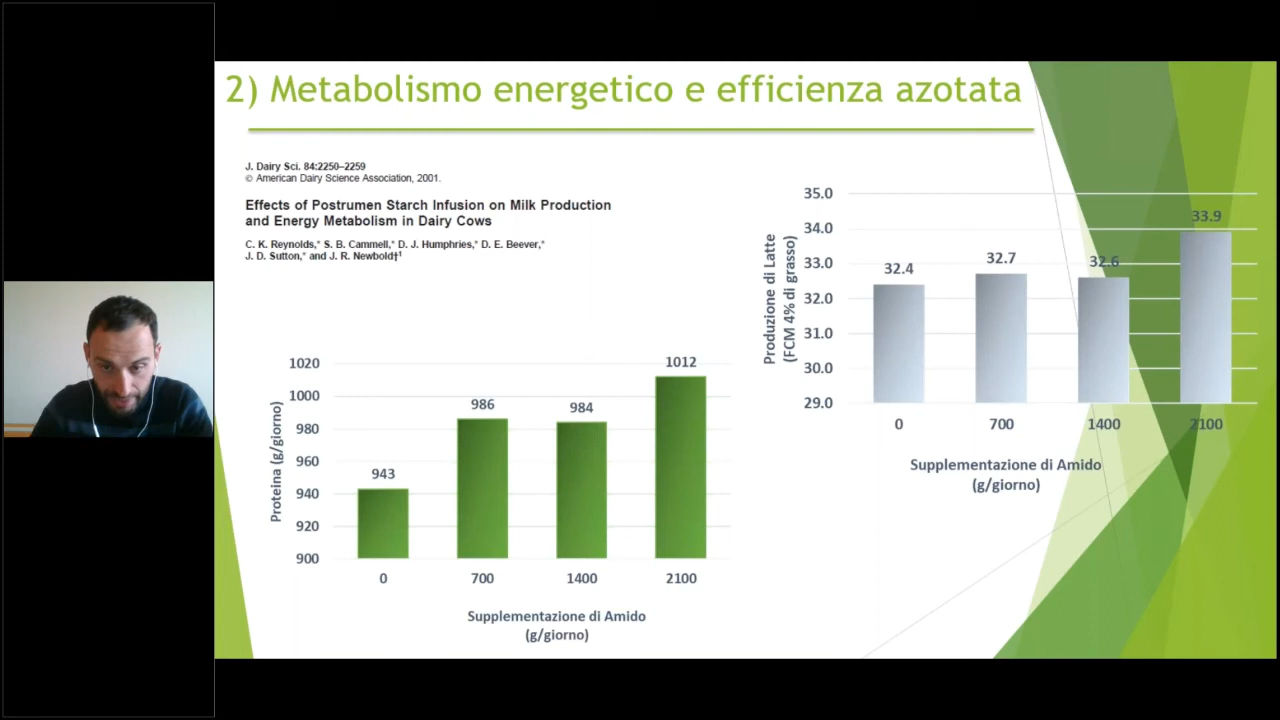 2) Metabolismo energetico e efficienza azotata
J. Dairy Sci. 84:2250–2259
© American Dairy Science Association, 2001.
Effects of Postrumen Starch Infusion on Milk Production
and Energy Metabolism in Dairy Cows
C. K. Reynolds,* S. B. Cammell,* D. J. Humphries,* D. E. Beever,*
J. D. Sutton,* and J. R. Newbold†¹
Produzione di Latte
(FCM 4% di grasso)
35.0
34.0
33.0
32.0
31.0
30.0
29.0
32.4
32.7
32.6
33.9
0
700
1400
2100
Supplementazione di Amido
(g/giorno)
Proteina (g/giorno)
1020
1000
980
960
940
920
900
943
986
984
1012
0
700
1400
2100
Supplementazione di Amido
(g/giorno)